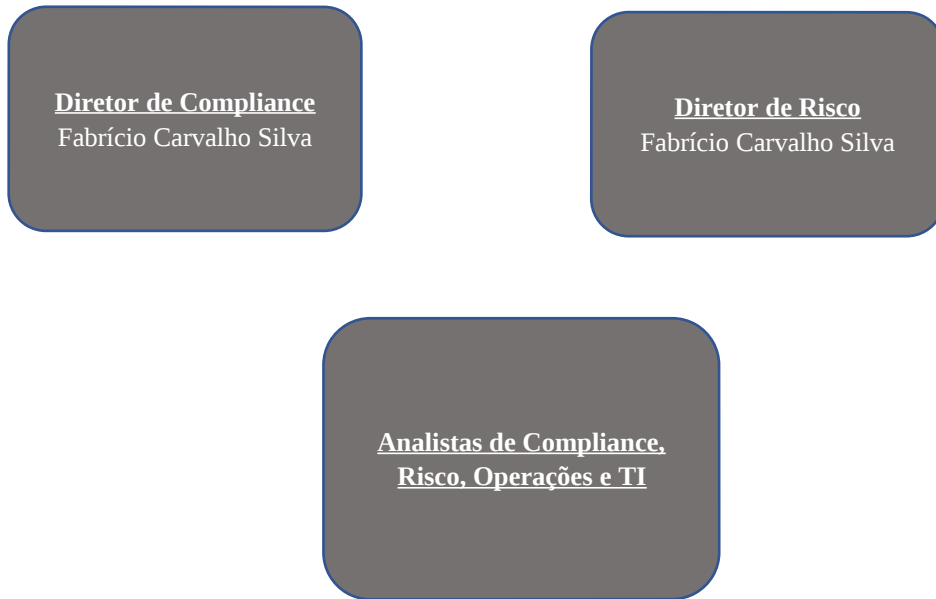 Diretor de Compliance
Fabrício Carvalho Silva
Diretor de Risco
Fabrício Carvalho Silva
Analistas de Compliance,
Risco, Operações e TI